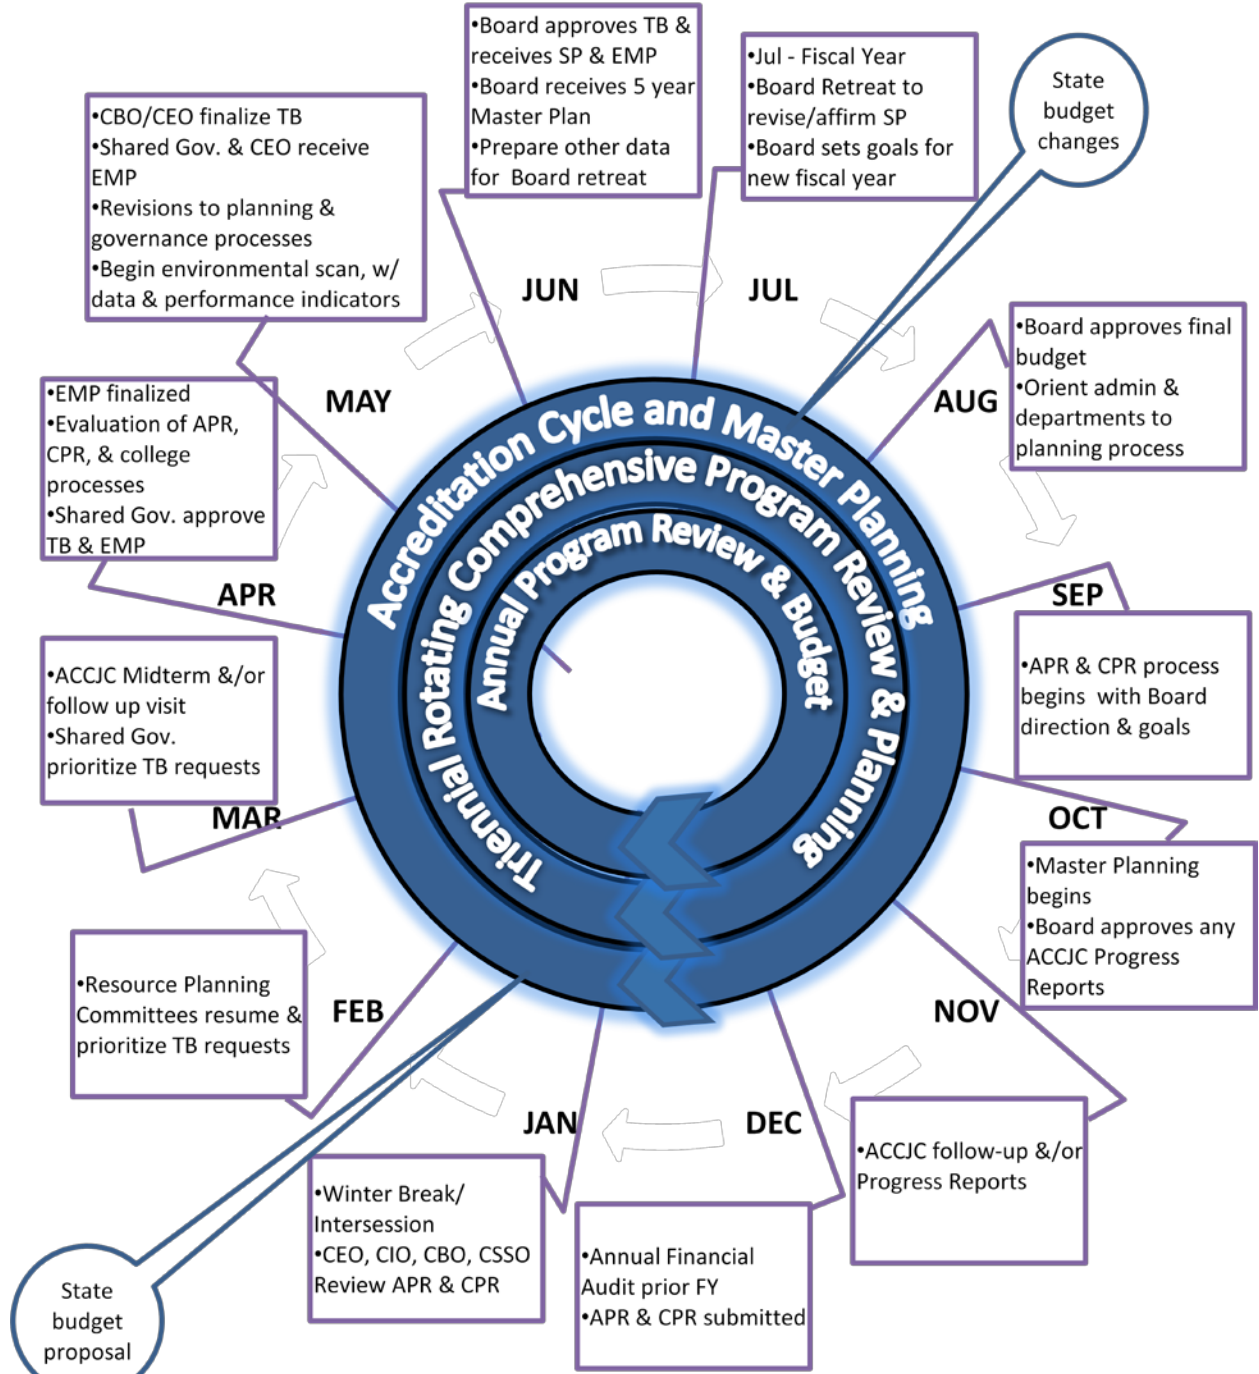 •Board approves TB &
receives SP & EMP
•Board receives 5 year
Master Plan
•Prepare other data
for  Board retreat
•Jul - Fiscal Year
•Board Retreat to
revise/affirm SP
•Board sets goals for
new fiscal year
State
budget
changes
•CBO/CEO finalize TB
•Shared Gov. & CEO receive
EMP
•Revisions to planning &
governance processes
•Begin environmental scan, w/
data & performance indicators
JUN
JUL
•Board approves final
budget
•Orient admin &
departments to
planning process
•EMP finalized
•Evaluation of APR,
CPR, & college
processes
•Shared Gov. approve
TB & EMP
MAY
AUG
Accreditation Cycle and Master Planning
Triennial Rotating Comprehensive Program Review & Planning
Annual Program Review & Budget
APR
SEP
•ACCJC Midterm &/or
follow up visit
•Shared Gov.
prioritize TB requests
•APR & CPR process
begins  with Board
direction & goals
MAR
OCT
•Master Planning
begins
•Board approves any
ACCJC Progress
Reports
•Resource Planning
Committees resume &
prioritize TB requests
FEB
NOV
JAN
DEC
•ACCJC follow-up &/or
Progress Reports
•Winter Break/
Intersession
•CEO, CIO, CBO, CSSO
Review APR & CPR
•Annual Financial
Audit prior FY
•APR & CPR submitted
State
budget
proposal